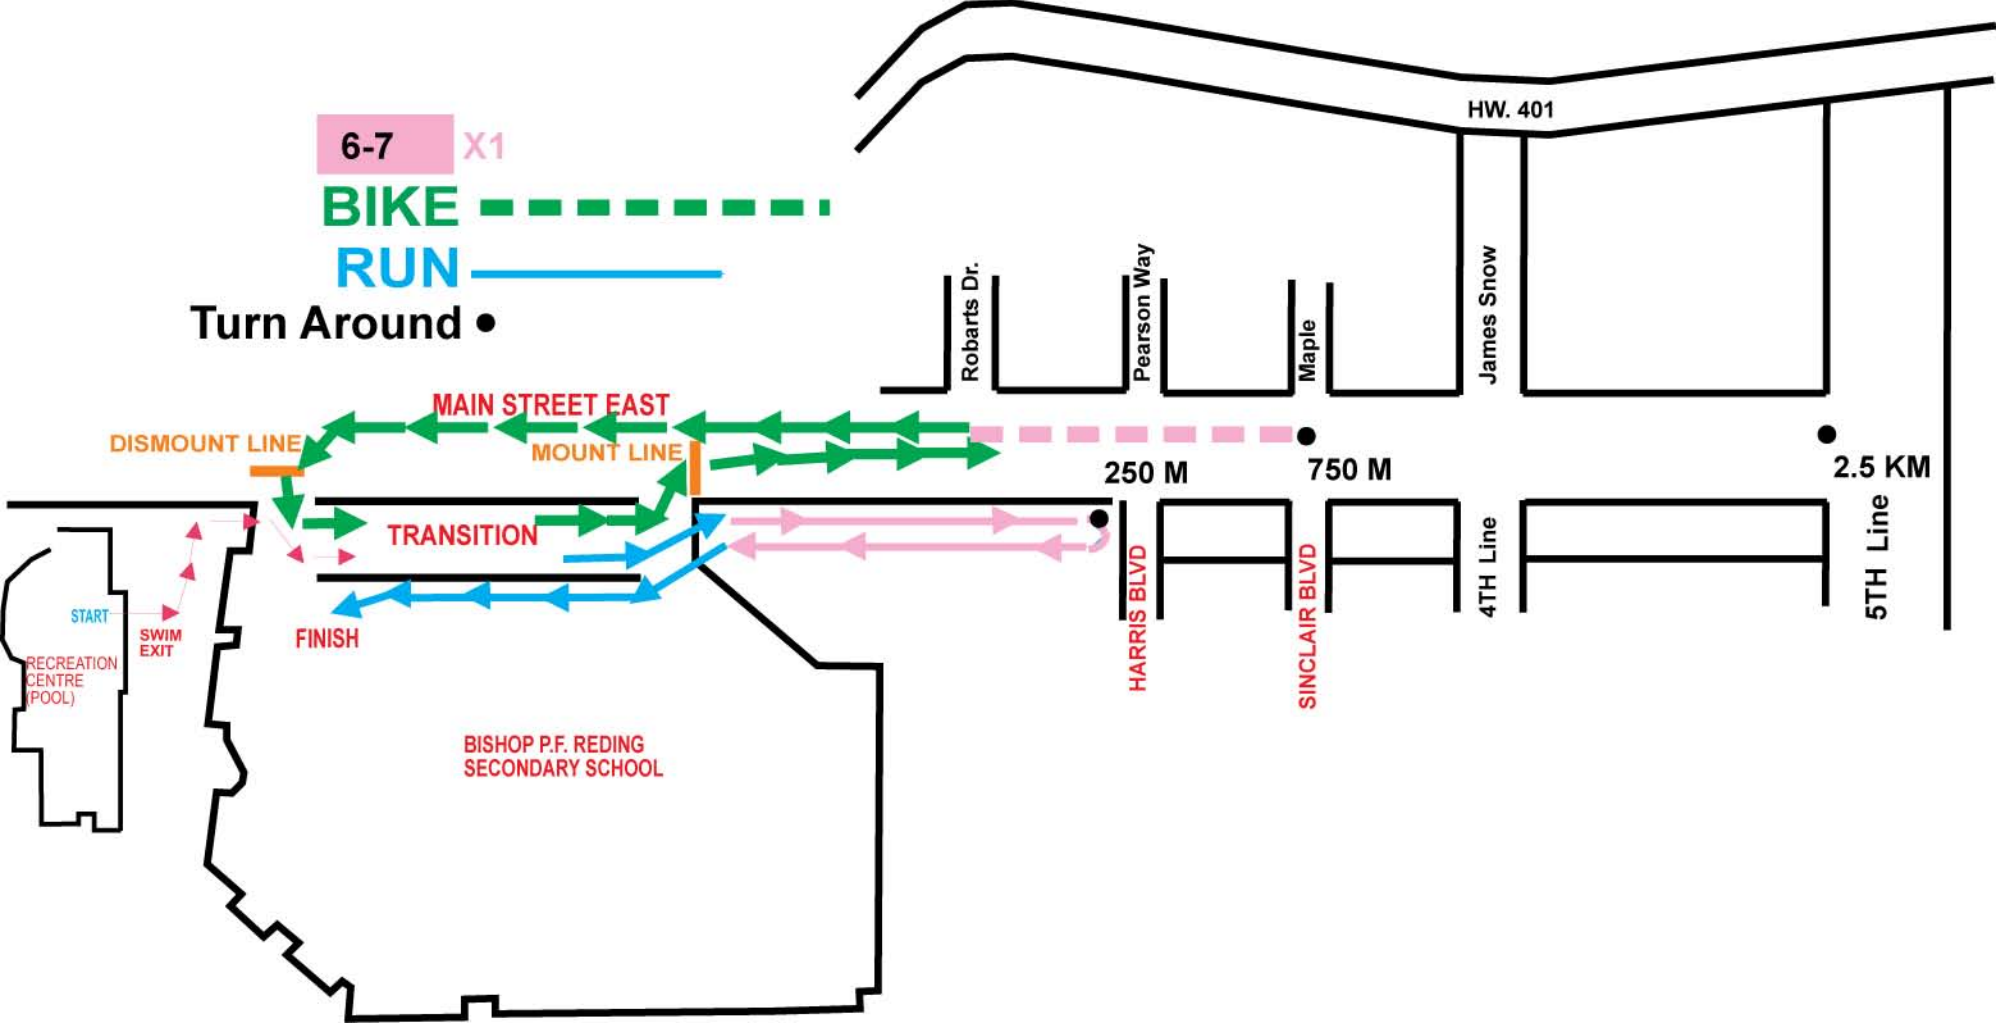 HW. 401
6-7 X1
BIKE
RUN
Turn Around
Robarts Dr.
Pearson Way
Maple
James Snow
MAIN STREET EAST
DISMOUNT LINE
MOUNT LINE
250 M
750 M
2.5 KM
TRANSITION
HARRIS BLVD
SINCLAIR BLVD
4TH Line
5TH Line
START
SWIM
EXIT
FINISH
RECREATION
CENTRE
(POOL)
BISHOP P.F. REDING
SECONDARY SCHOOL